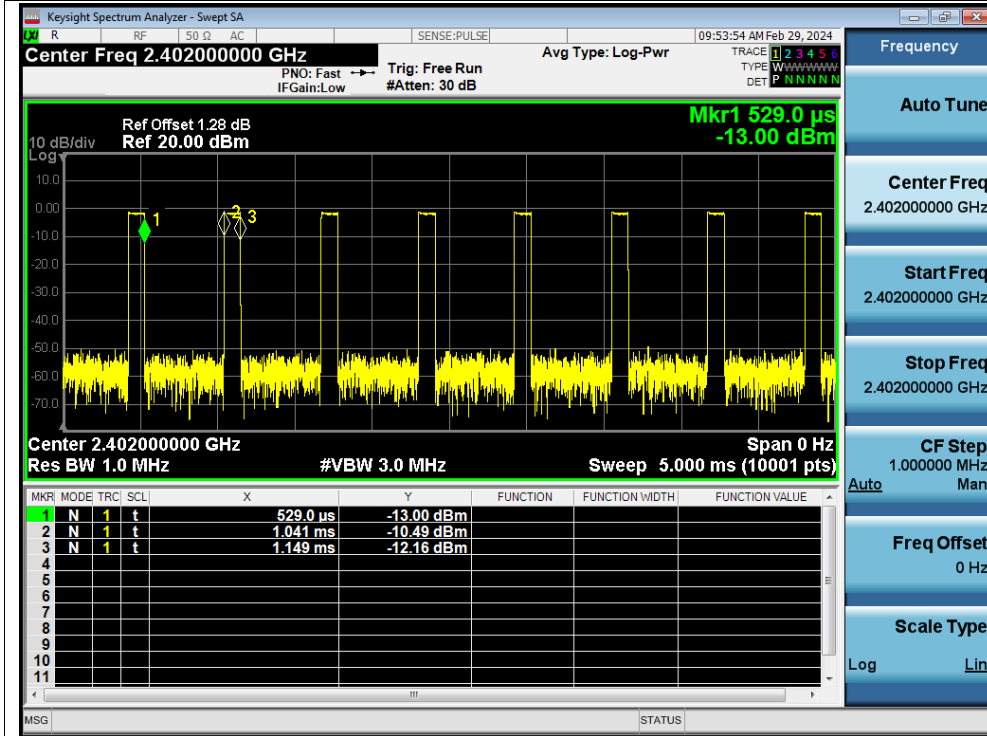 Keysight Spectrum Analyzer - Swept SA
LXI R RF 50 Ω AC SENSE:PULSE 09:53:54 AM Feb 29, 2024
Center Freq 2.402000000 GHz
PNO: Fast
IFGain:Low
Trig: Free Run
#Atten: 30 dB
Avg Type: Log-Pwr
TRACE 1 2 3 4 5 6
TYPE WWWWWW
DET P N N N N N
Ref Offset 1.28 dB
Ref 20.00 dBm
10 dB/div
Log
Mkr1 529.0 µs
-13.00 dBm
10.0
0.00
-10.0
-20.0
-30.0
-40.0
-50.0
-60.0
-70.0
1
2
3
Center 2.402000000 GHz
Span 0 Hz
Res BW 1.0 MHz
#VBW 3.0 MHz
Sweep 5.000 ms (10001 pts)
MKR MODE TRC SCL X Y FUNCTION FUNCTION WIDTH FUNCTION VALUE
1 N 1 t 529.0 µs -13.00 dBm
2 N 1 t 1.041 ms -10.49 dBm
3 N 1 t 1.149 ms -12.16 dBm
4
5
6
7
8
9
10
11
MSG
STATUS
Frequency
Auto Tune
Center Freq
2.402000000 GHz
Start Freq
2.402000000 GHz
Stop Freq
2.402000000 GHz
CF Step
1.000000 MHz
Auto Man
Freq Offset
0 Hz
Scale Type
Log Lin